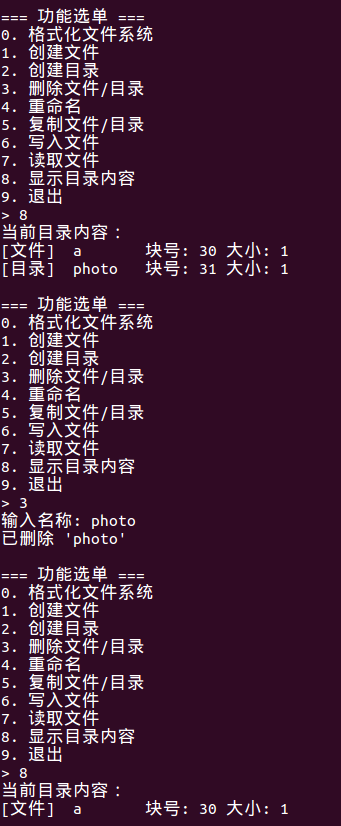 === 功能选单 ===
0. 格式化文件系统
1. 创建文件
2. 创建目录
3. 删除文件/目录
4. 重命名
5. 复制文件/目录
6. 写入文件
7. 读取文件
8. 显示目录内容
9. 退出
> 8
当前目录内容：
[文件]  a       块号: 30 大小: 1
[目录]  photo   块号: 31 大小: 1

=== 功能选单 ===
0. 格式化文件系统
1. 创建文件
2. 创建目录
3. 删除文件/目录
4. 重命名
5. 复制文件/目录
6. 写入文件
7. 读取文件
8. 显示目录内容
9. 退出
> 3
输入名称: photo
已删除 'photo'

=== 功能选单 ===
0. 格式化文件系统
1. 创建文件
2. 创建目录
3. 删除文件/目录
4. 重命名
5. 复制文件/目录
6. 写入文件
7. 读取文件
8. 显示目录内容
9. 退出
> 8
当前目录内容：
[文件]  a       块号: 30 大小: 1